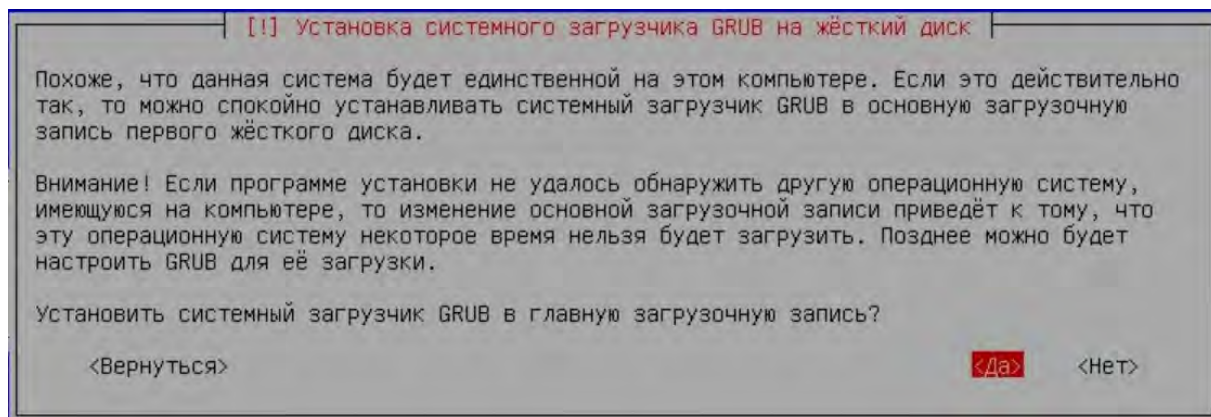 [!] Установка системного загрузчика GRUB на жёсткий диск
Похоже, что данная система будет единственной на этом компьютере. Если это действительно
так, то можно спокойно устанавливать системный загрузчик GRUB в основную загрузочную
запись первого жёсткого диска.
Внимание! Если программе установки не удалось обнаружить другую операционную систему,
имеющуюся на компьютере, то изменение основной загрузочной записи приведёт к тому, что
эту операционную систему некоторое время нельзя будет загрузить. Позднее можно будет
настроить GRUB для её загрузки.
Установить системный загрузчик GRUB в главную загрузочную запись?
<Вернуться> <Да> <Нет>